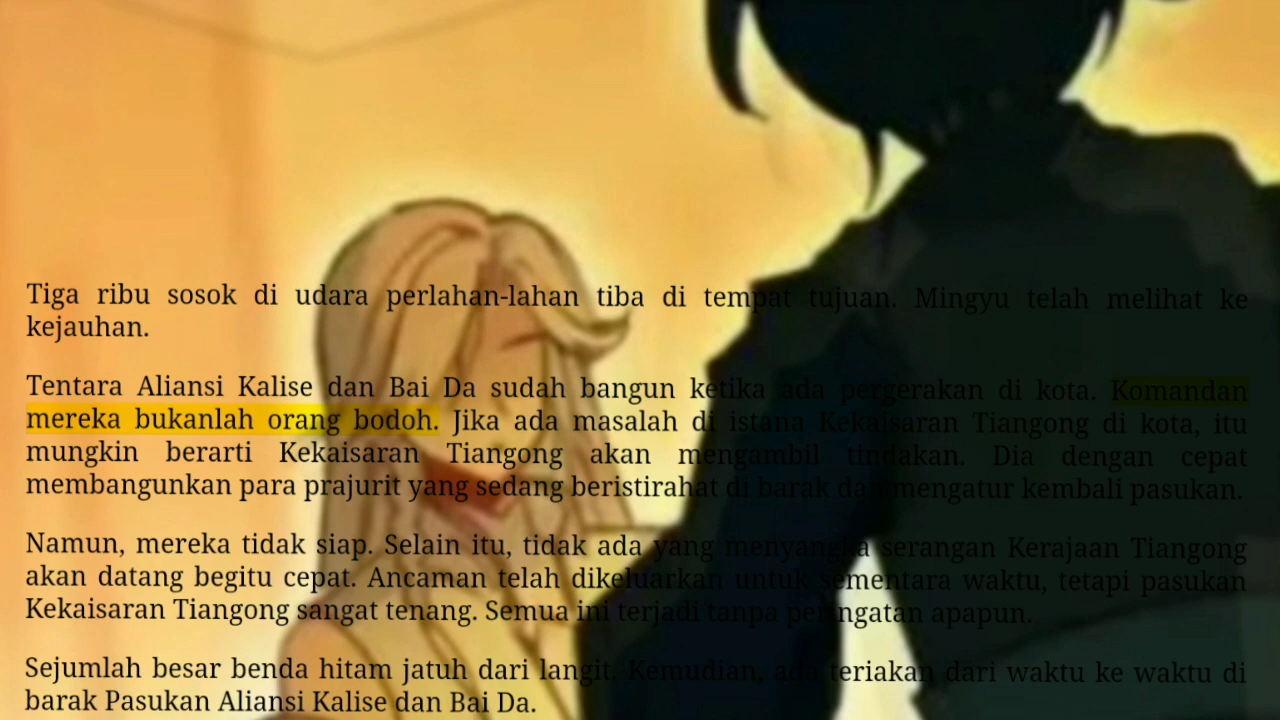 Tiga ribu sosok di udara perlahan-lahan tiba di tempat tujuan. Mingyu telah melihat ke
kejauhan.
Tentara Aliansi Kalise dan Bai Da sudah bangun ketika ada pergerakan di kota. Komandan
mereka bukanlah orang bodoh. Jika ada masalah di istana Kekaisaran Tiangong di kota, itu
mungkin berarti Kekaisaran Tiangong akan mengambil tindakan. Dia dengan cepat
membangunkan para prajurit yang sedang beristirahat di barak dan mengatur kembali pasukan.
Namun, mereka tidak siap. Selain itu, tidak ada yang menyangka serangan Kerajaan Tiangong
akan datang begitu cepat. Ancaman telah dikeluarkan untuk sementara waktu, tetapi pasukan
Kekaisaran Tiangong sangat tenang. Semua ini terjadi tanpa peringatan apapun.
Sejumlah besar benda hitam jatuh dari langit. Kemudian, ada teriakan dari waktu ke waktu di
barak Pasukan Aliansi Kalise dan Bai Da.